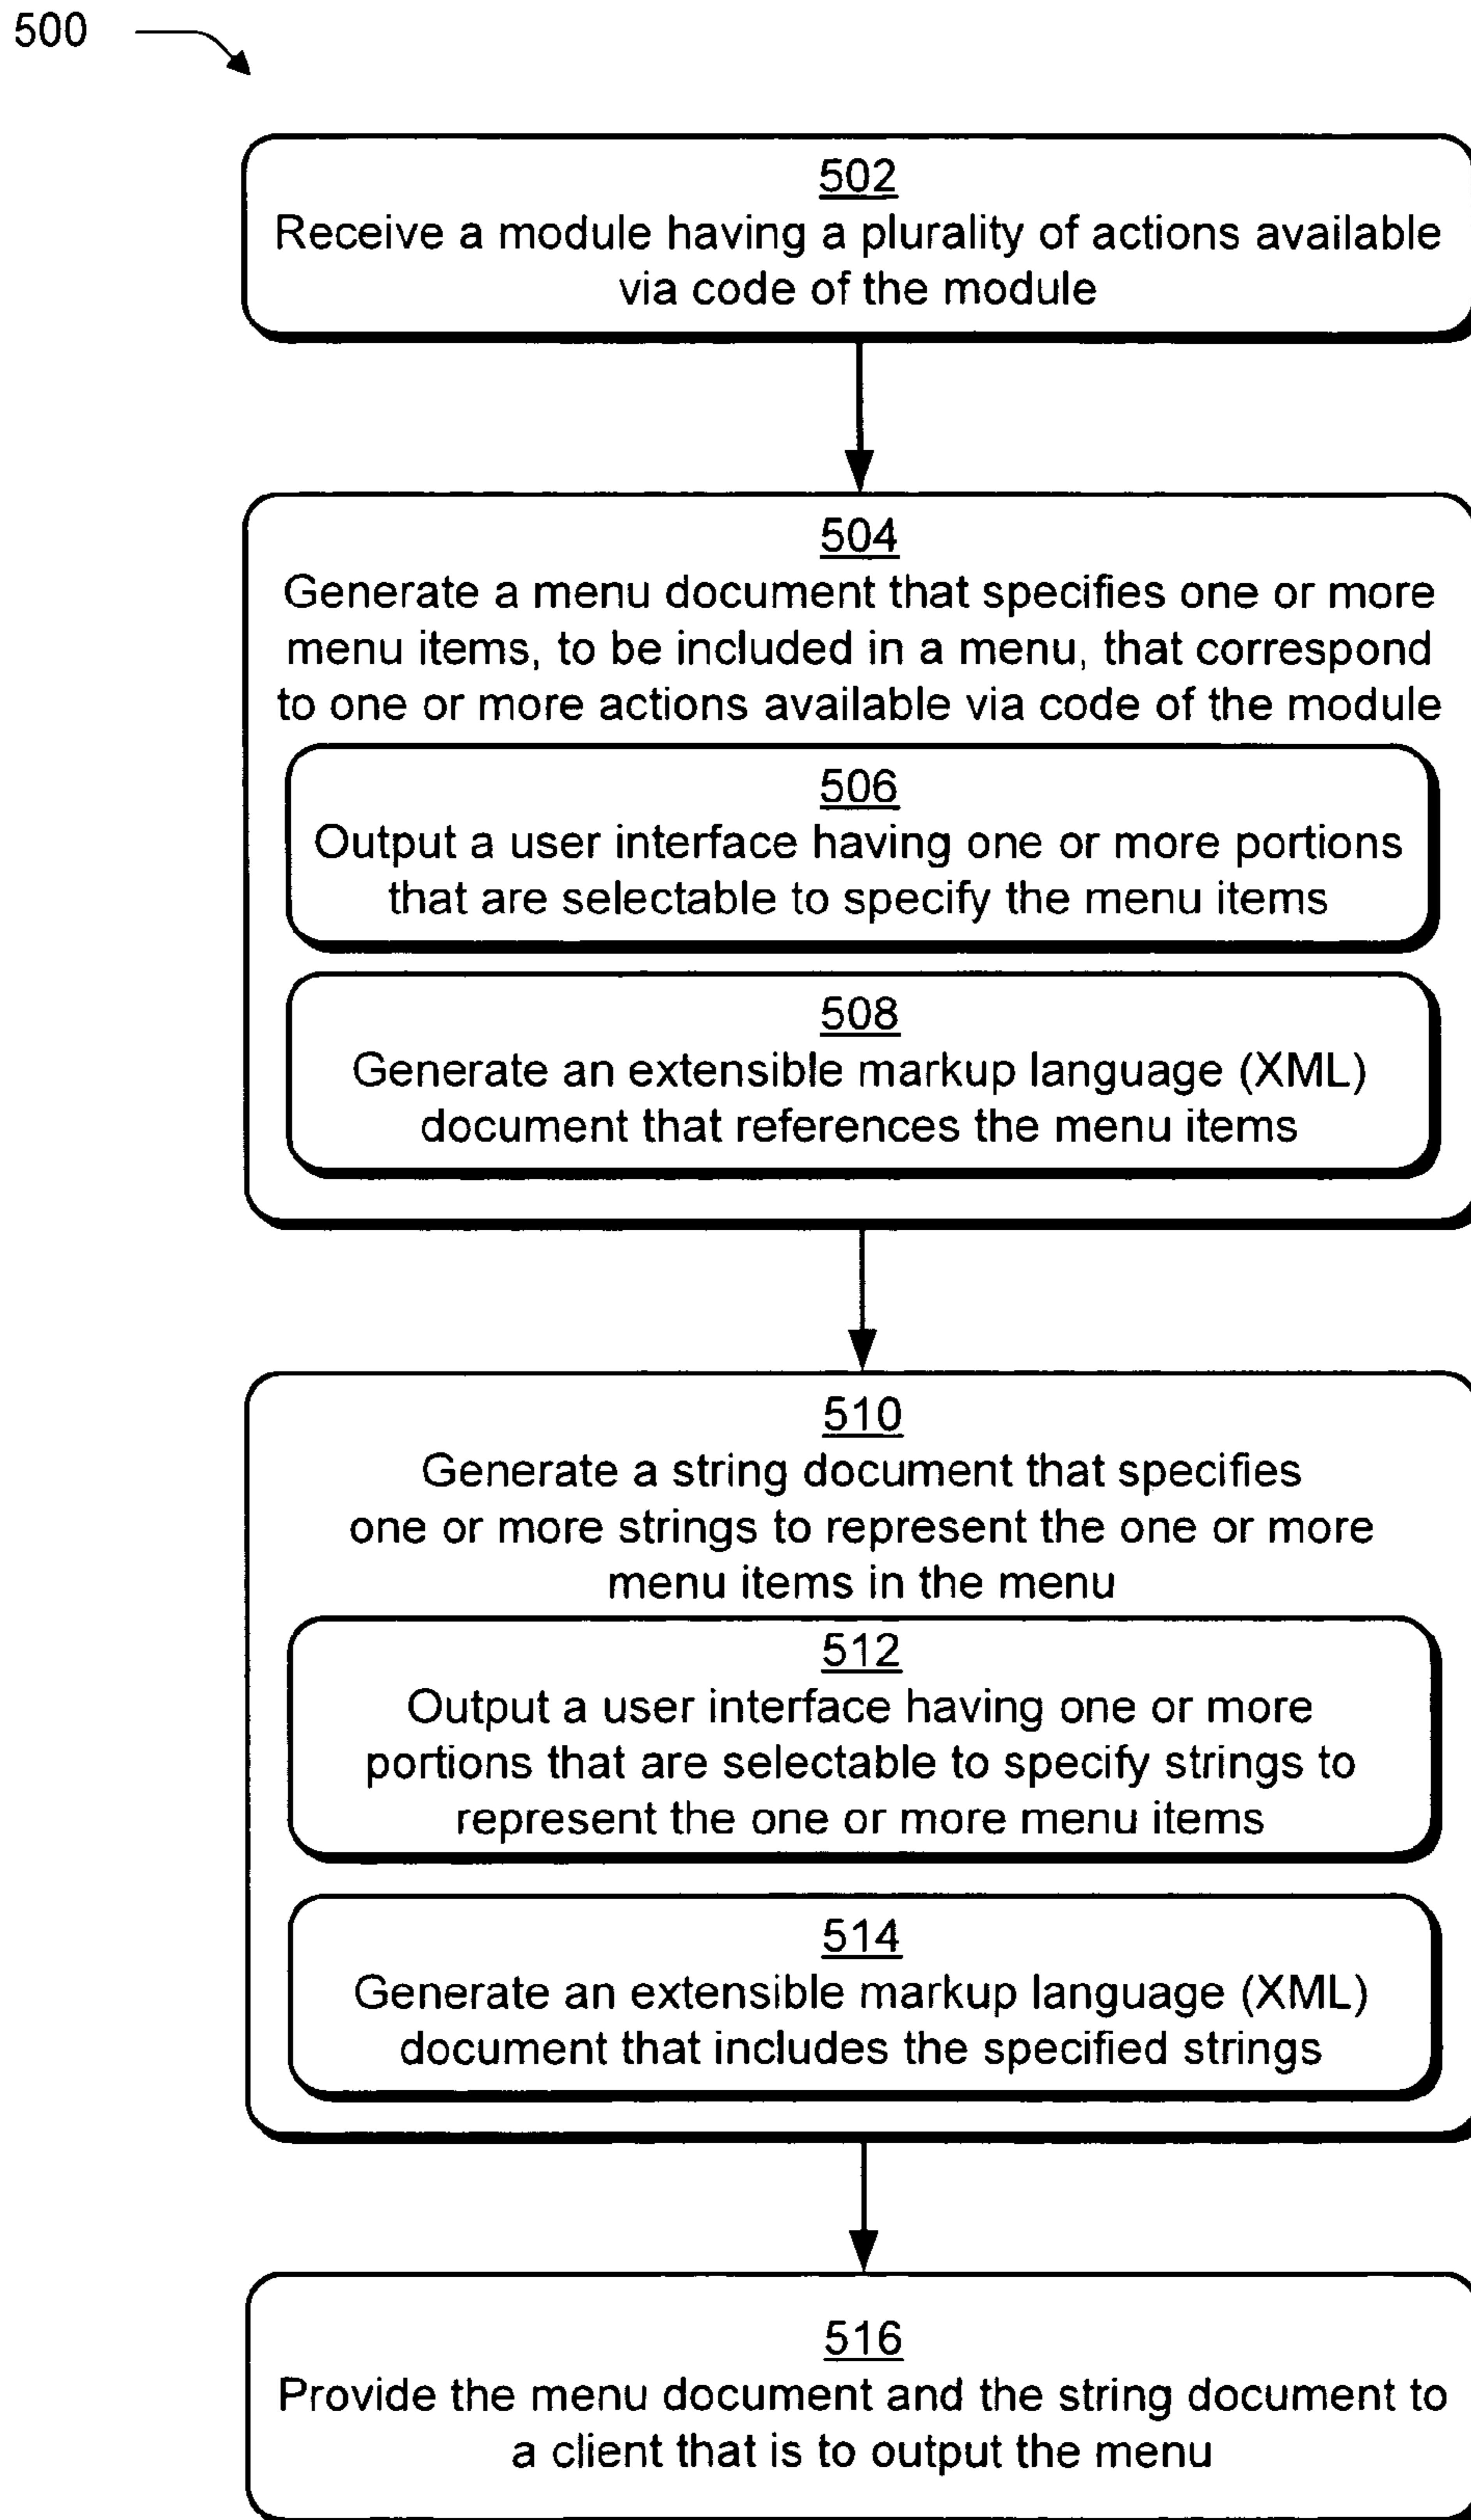 500
502
Receive a module having a plurality of actions available
via code of the module
504
Generate a menu document that specifies one or more
menu items, to be included in a menu, that correspond
to one or more actions available via code of the module
506
Output a user interface having one or more portions
that are selectable to specify the menu items
508
Generate an extensible markup language (XML)
document that references the menu items
510
Generate a string document that specifies
one or more strings to represent the one or more
menu items in the menu
512
Output a user interface having one or more
portions that are selectable to specify strings to
represent the one or more menu items
514
Generate an extensible markup language (XML)
document that includes the specified strings
516
Provide the menu document and the string document to
a client that is to output the menu